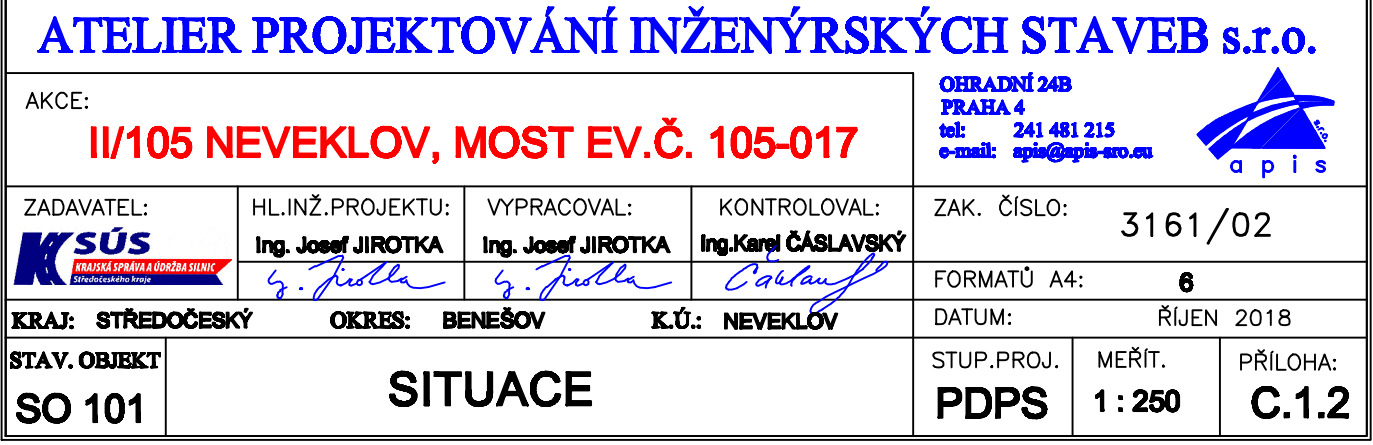 ATELIER PROJEKTOVÁNÍ INŽENÝRSKÝCH STAVEB s.r.o.
AKCE:
II/105 NEVEKLOV, MOST EV.Č. 105-017
OHRADNÍ 24B
PRAHA 4
tel: 241 481 215
e-mail: apis@apis-sro.eu
s.r.o.
apis
ZADAVATEL:
KSÚS
KRAJSKÁ SPRÁVA A ÚDRŽBA SILNIC
Středočeského kraje
HL.INŽ.PROJEKTU:
Ing. Josef JIROTKA
VYPRACOVAL:
Ing. Josef JIROTKA
KONTROLOVAL:
Ing.Karel ČÁSLAVSKÝ
ZAK. ČÍSLO: 3161/02
FORMATŮ A4: 6
KRAJ: STŘEDOČESKÝ OKRES: BENEŠOV K.Ú.: NEVEKLOV
DATUM: ŘÍJEN 2018
STAV. OBJEKT
SO 101
SITUACE
STUP.PROJ.
PDPS
MEŘÍT.
1 : 250
PŘÍLOHA:
C.1.2